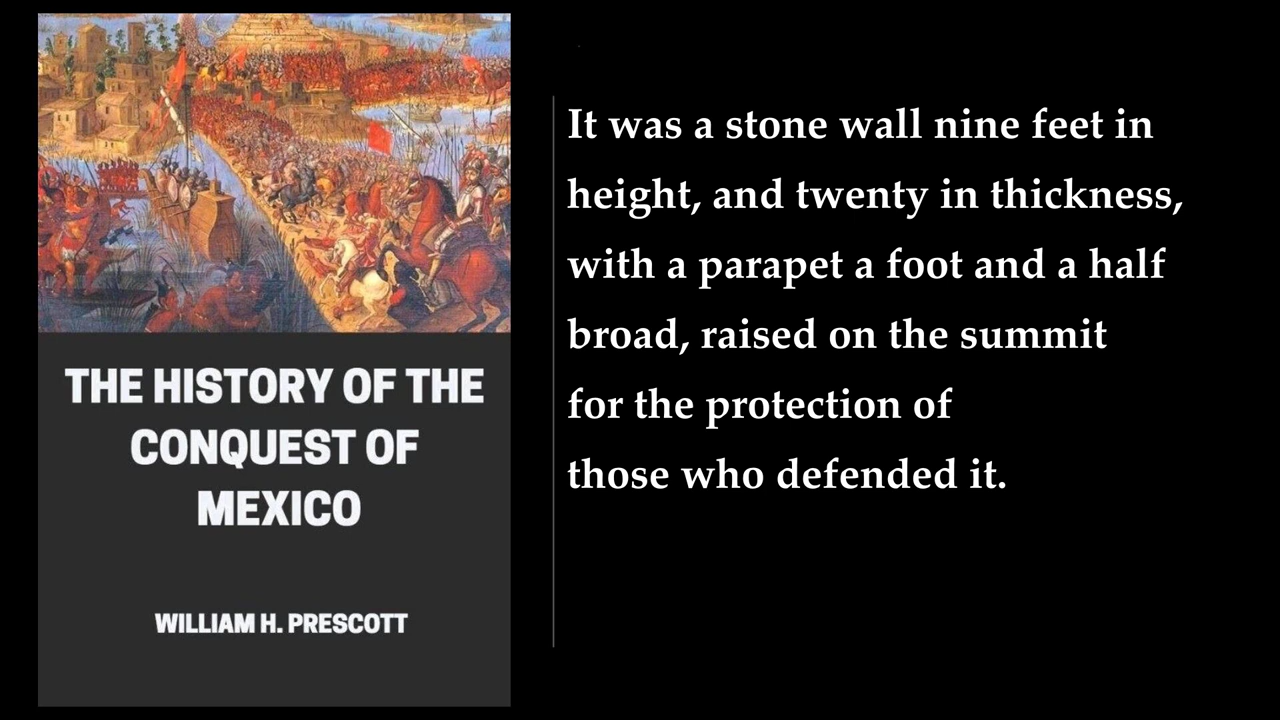 THE HISTORY OF THE
CONQUEST OF
MEXICO
WILLIAM H. PRESCOTT
It was a stone wall nine feet in
height, and twenty in thickness,
with a parapet a foot and a half
broad, raised on the summit
for the protection of
those who defended it.